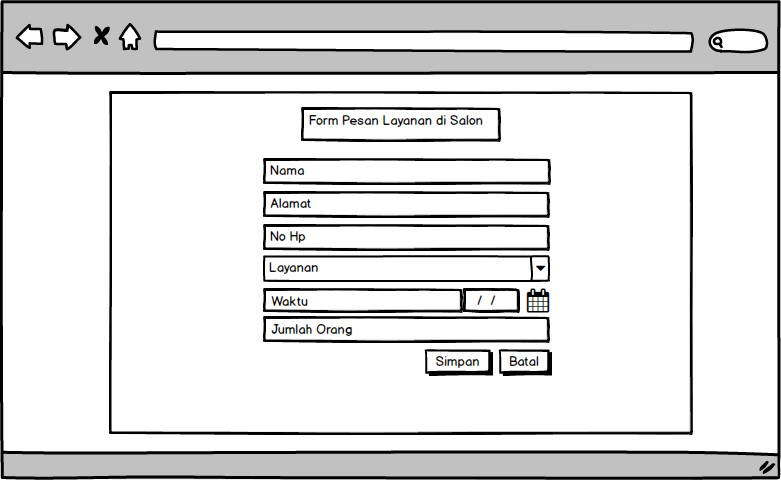 Form Pesan Layanan di Salon
Nama
Alamat
No Hp
Layanan
Waktu / /
Jumlah Orang
Simpan Batal